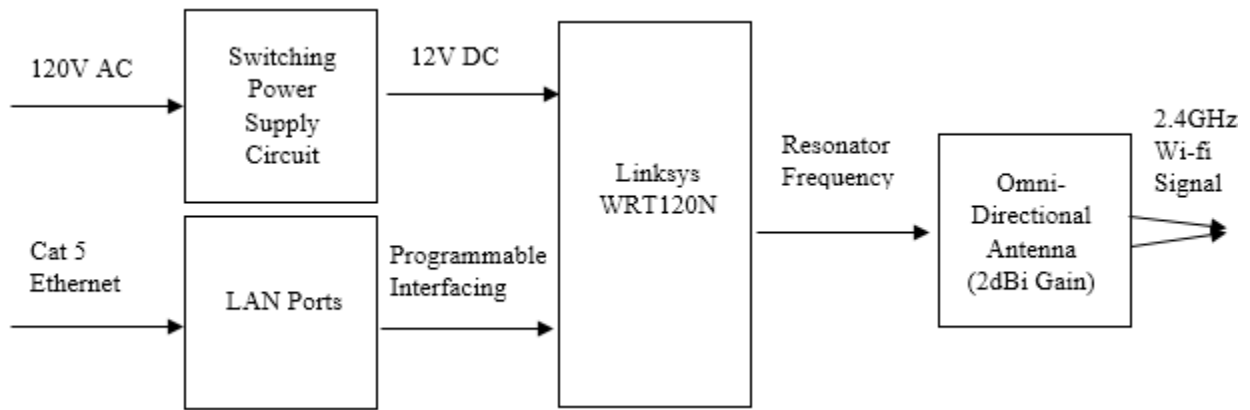 120V AC
Switching
Power
Supply
Circuit
12V DC
Linksys
WRT120N
Resonator
Frequency
Omni-
Directional
Antenna
(2dBi Gain)
2.4GHz
Wi-fi
Signal
Cat 5
Ethernet
LAN Ports
Programmable
Interfacing